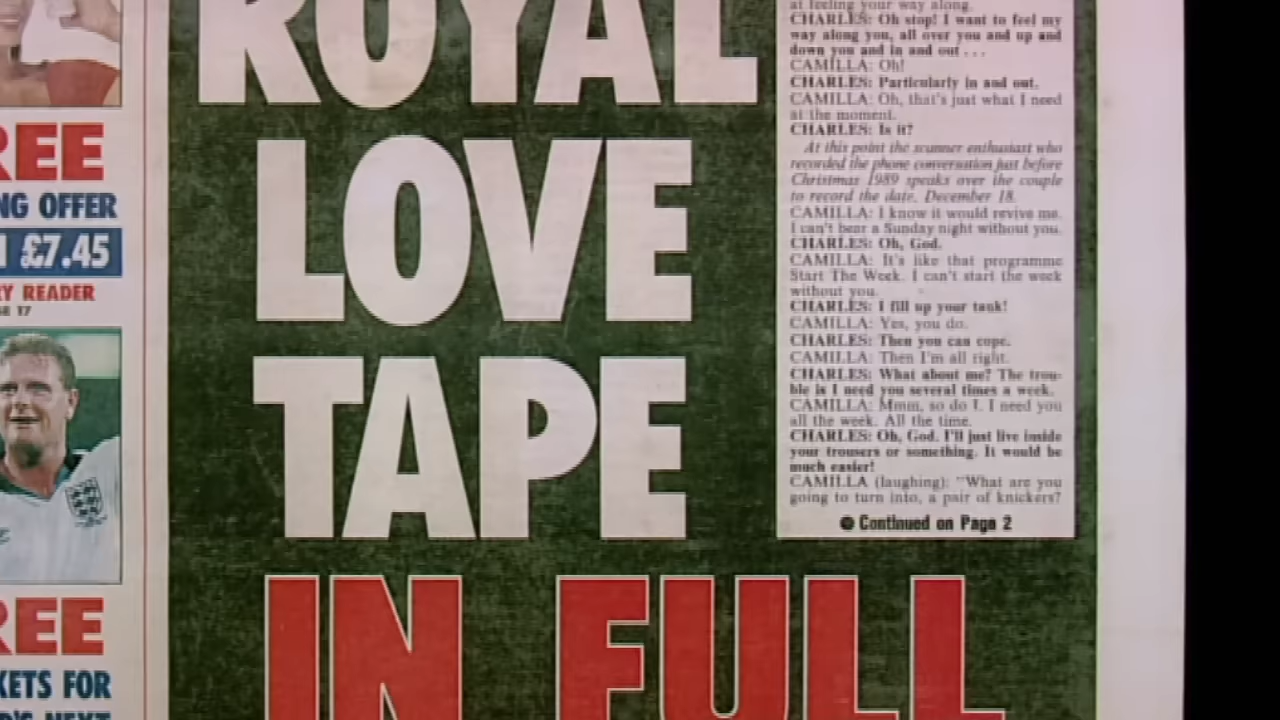 REE
NG OFFER
£7.45
RY READER
17
REE
KETS FOR
ROYAL
LOVE
TAPE
IN FULL
at feeling your way along.
CHARLES: Oh stop! I want to feel my
way along you, all over you and up and
down you and in and out . . .
CAMILLA: Oh!
CHARLES: Particularly in and out.
CAMILLA: Oh, that's just what I need
at the moment.
CHARLES: Is it?
At this point the scanner enthusiast who
recorded the phone conversation just before
Christmas 1989 speaks over the couple
to record the date. December 18.
CAMILLA: I know it would revive me.
I can't bear a Sunday night without you.
CHARLES: Oh, God.
CAMILLA: It's like that programme
Start The Week. I can't start the week
without you.
CHARLES: I fill up your tank!
CAMILLA: Yes, you do.
CHARLES: Then you can cope.
CAMILLA: Then I'm all right.
CHARLES: What about me? The trou-
ble is I need you several times a week.
CAMILLA: Mmm, so do I. I need you
all the week. All the time.
CHARLES: Oh, God. I'll just live inside
your trousers or something. It would be
much easier!
CAMILLA (laughing): "What are you
going to turn into, a pair of knickers?
● Continued on Page 2